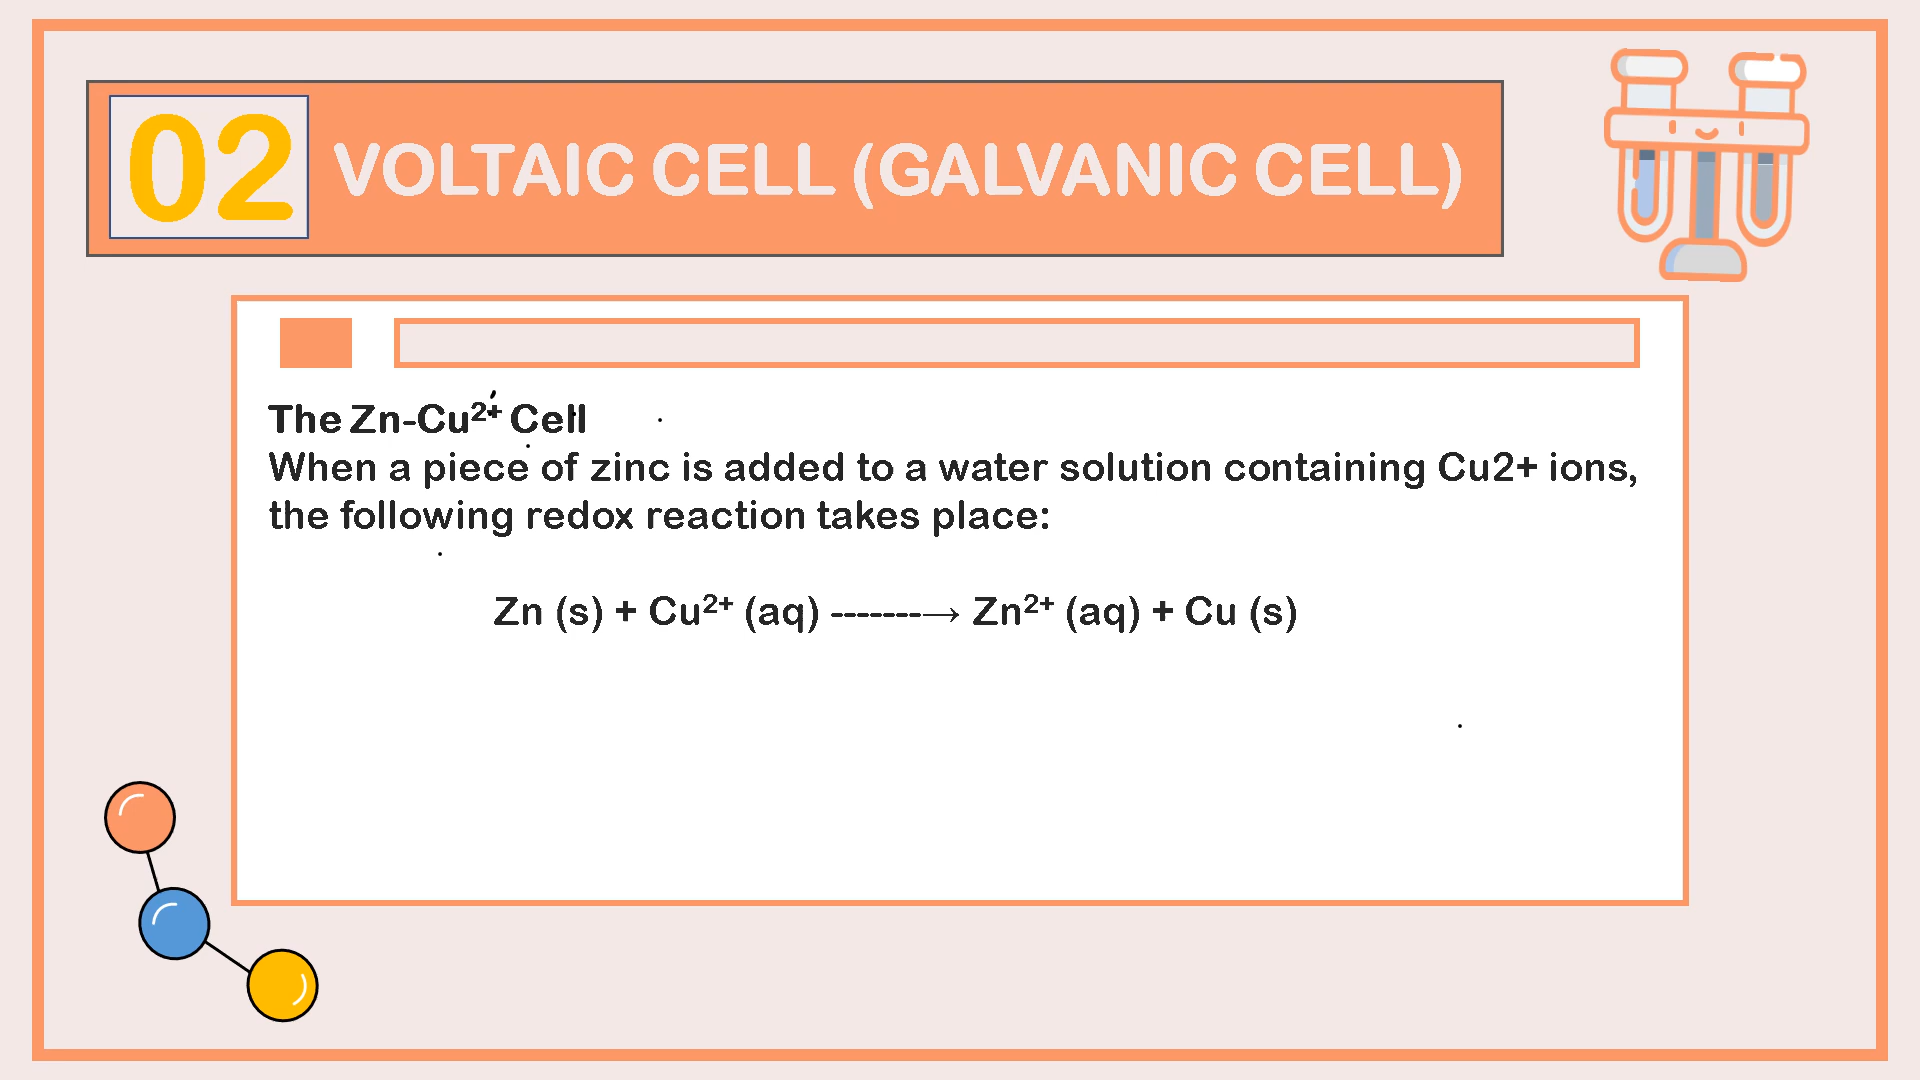 02
VOLTAIC CELL (GALVANIC CELL)
The Zn-Cu²⁺ Cell
When a piece of zinc is added to a water solution containing Cu2+ ions,
the following redox reaction takes place:
Zn (s) + Cu²⁺ (aq) -------→ Zn²⁺ (aq) + Cu (s)